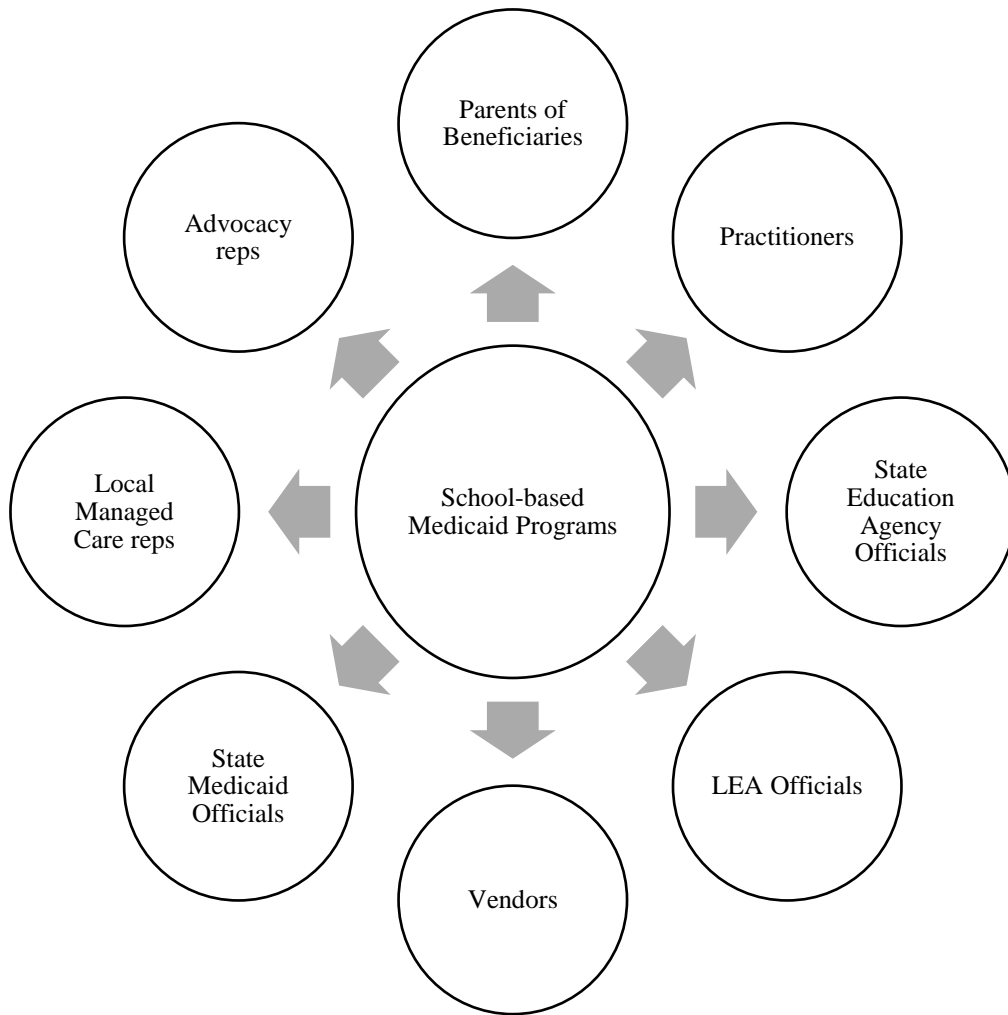 Parents of
Beneficiaries
Advocacy
reps
Practitioners
Local
Managed
Care reps
School-based
Medicaid Programs
State
Education
Agency
Officials
State
Medicaid
Officials
LEA Officials
Vendors